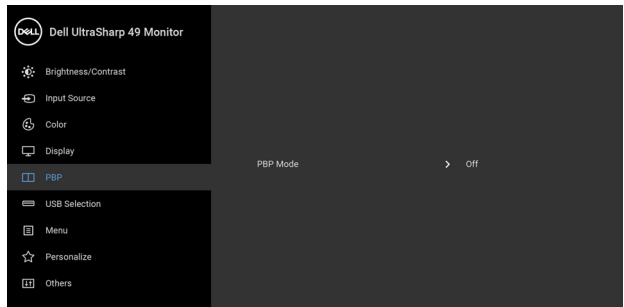 DELL Dell UltraSharp 49 Monitor
Brightness/Contrast
Input Source
Color
Display
PBP
PBP Mode > Off
USB Selection
Menu
Personalize
Others